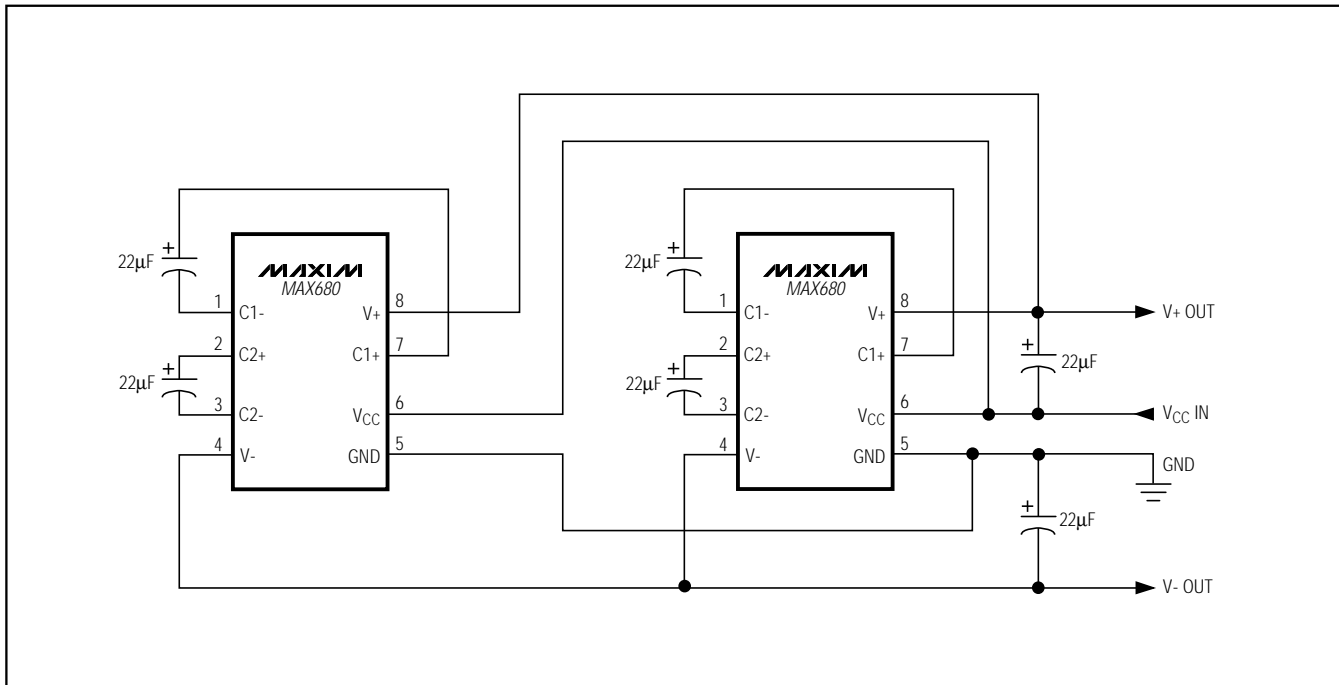 MAXIM
MAX680
22µF
+
1 C1-
2 C2+
22µF
+
3 C2-
4 V-
V+ 8
C1+ 7
VCC 6
GND 5
MAXIM
MAX680
22µF
+
1 C1-
2 C2+
22µF
+
3 C2-
4 V-
V+ 8
C1+ 7
VCC 6
GND 5
V+ OUT
+
22µF
VCC IN
GND
+
22µF
V- OUT